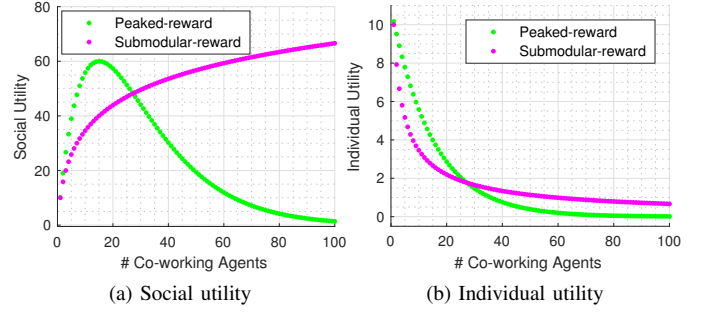 Peaked-reward
Submodular-reward
Social Utility
80
60
40
20
0
0 20 40 60 80 100
# Co-working Agents
(a) Social utility
Peaked-reward
Submodular-reward
Individual Utility
10
8
6
4
2
0
0 20 40 60 80 100
# Co-working Agents
(b) Individual utility